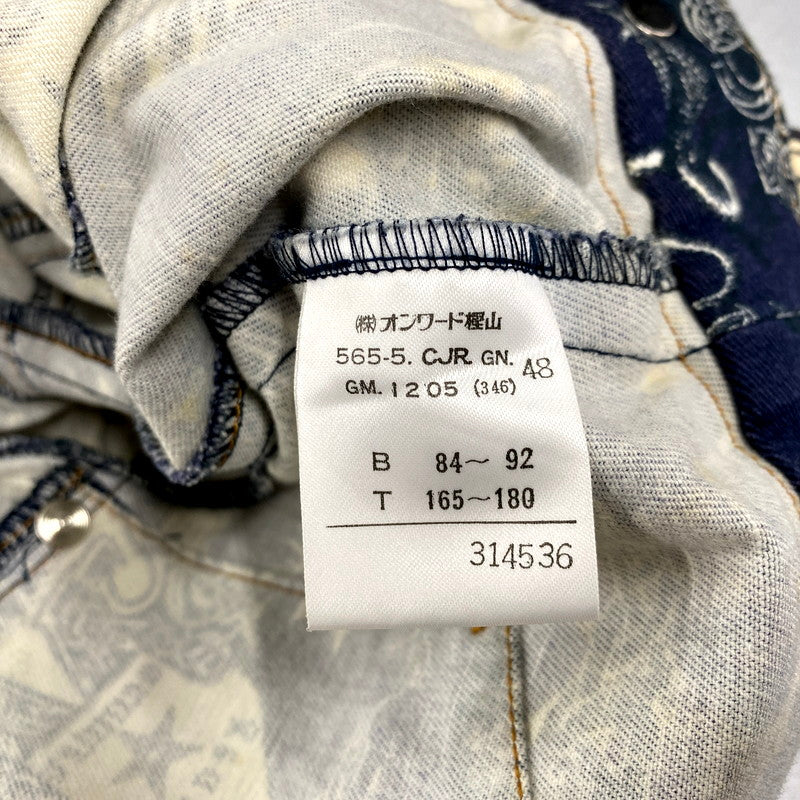 ㈱オンワード樫山
565-5. CJR. GN. 48
GM. 1205 (346)
B 84～ 92
T 165～180
314536